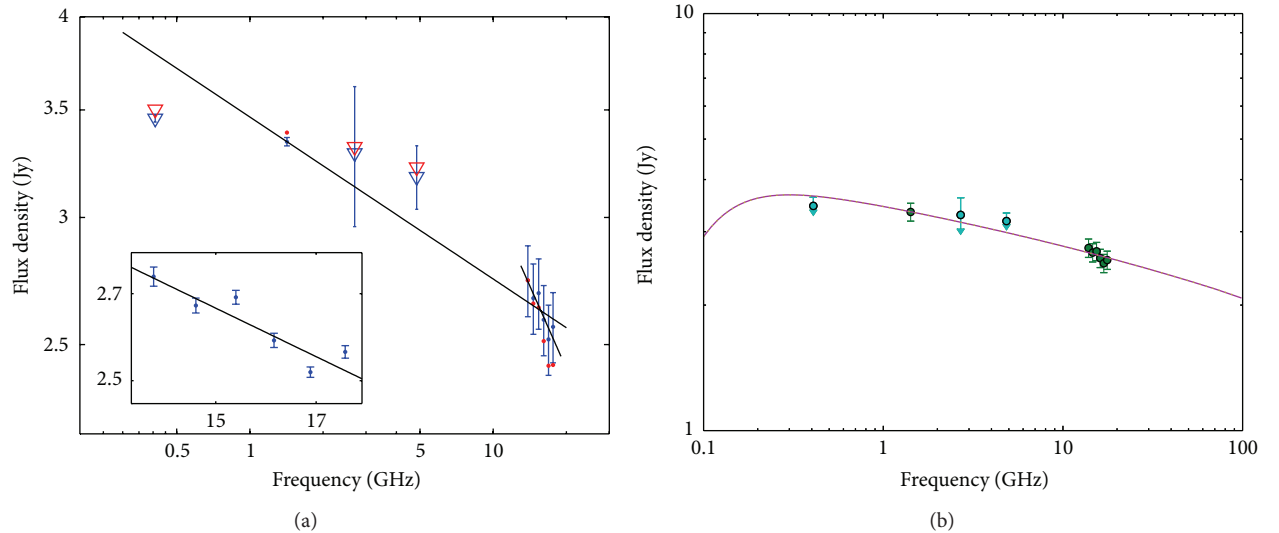 4
3.5
3
2.5
Flux density (Jy)
2.7
2.5
15 17
0.5 1 5 10
Frequency (GHz)
(a)
10
1
Flux density (Jy)
0.1 1 10 100
Frequency (GHz)
(b)